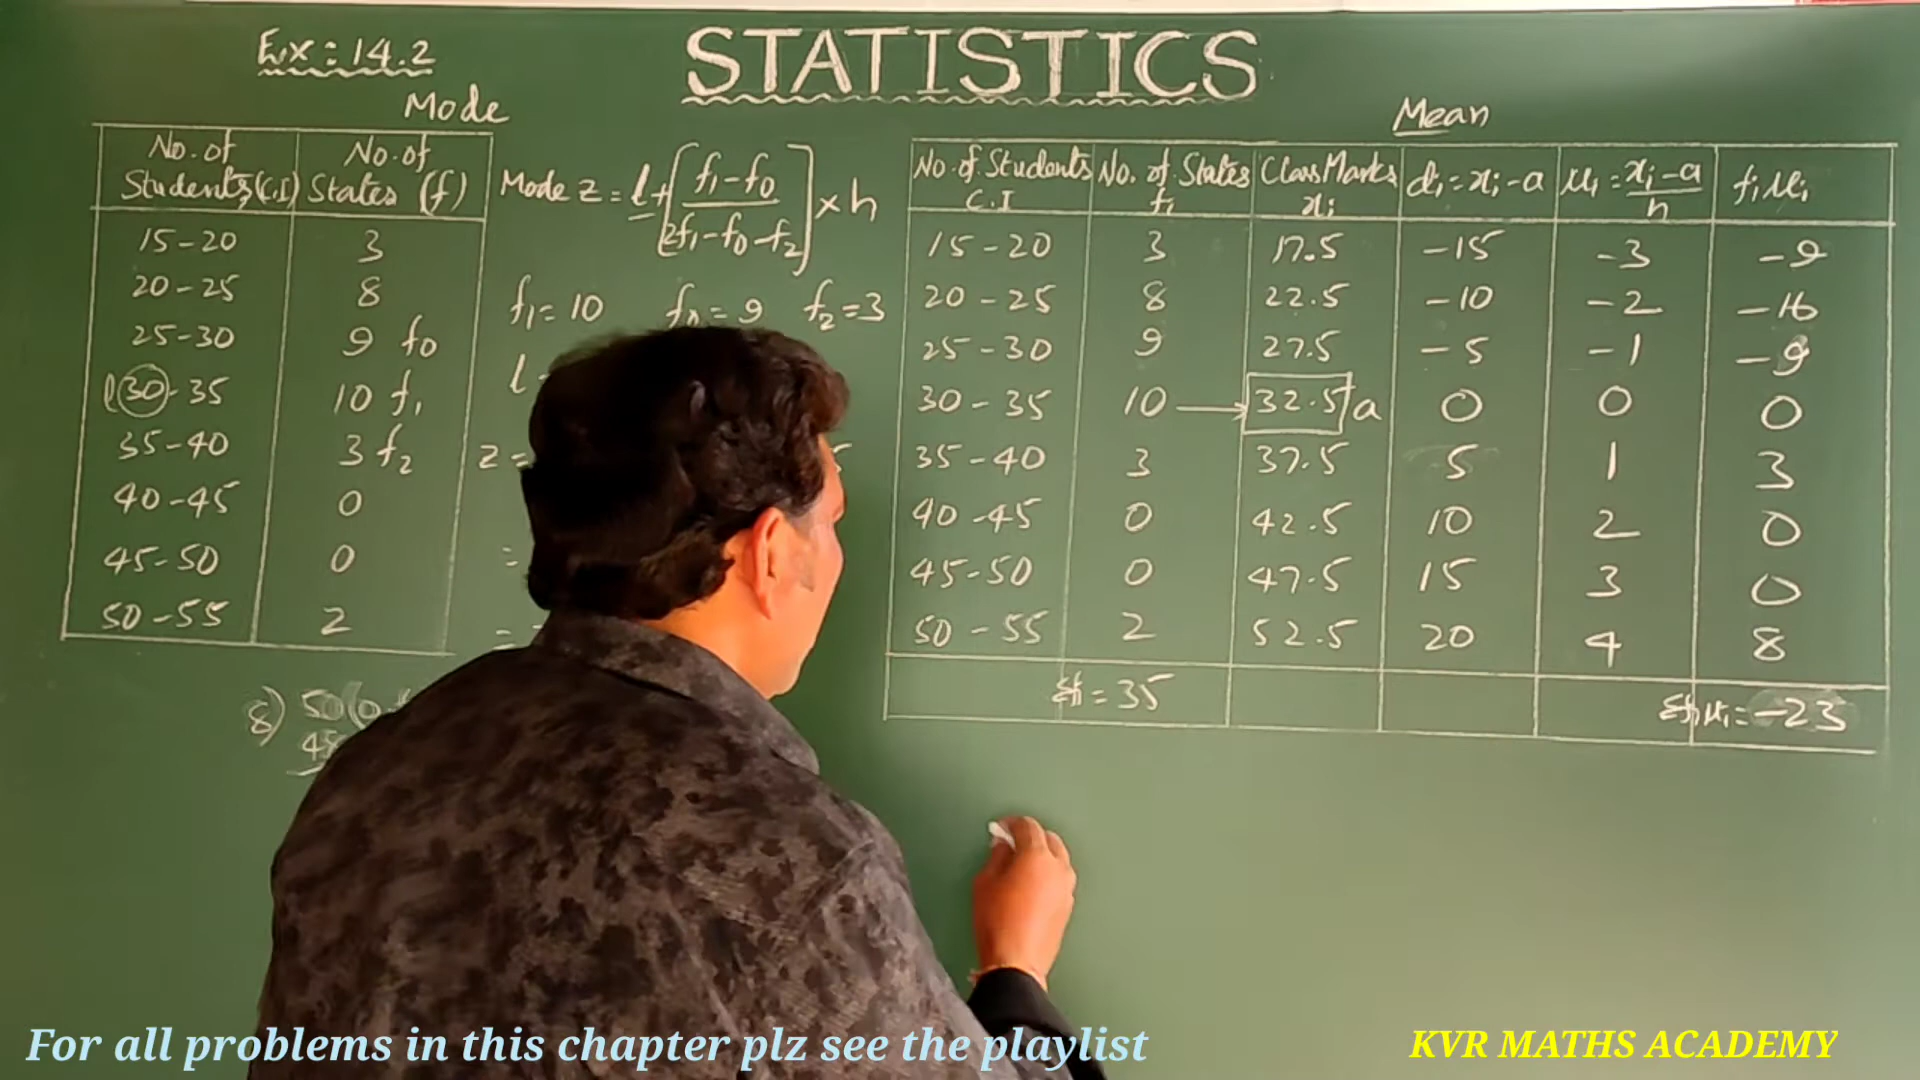 Ex: 14.2
STATISTICS
Mode
No. of Students (C.I) No. of States (f)
15-20 3
20-25 8
25-30 9 f0
l 30-35 10 f1
35-40 3 f2
40-45 0
45-50 0
50-55 2
Mode z = l + [f1-f0 / 2f1-f0-f2] × h
f1 = 10 f0 = 9 f2 = 3
l
z =
=
=
8) 50
Mean
No. of Students C.I No. of States fi Class Marks xi di = xi - a ui = xi - a / h fiui
15-20 3 17.5 -15 -3 -9
20-25 8 22.5 -10 -2 -16
25-30 9 27.5 -5 -1 -9
30-35 10 → 32.5 a 0 0 0
35-40 3 37.5 5 1 3
40-45 0 42.5 10 2 0
45-50 0 47.5 15 3 0
50-55 2 52.5 20 4 8
Σfi = 35 Σfiui = -23
For all problems in this chapter plz see the playlist
KVR MATHS ACADEMY